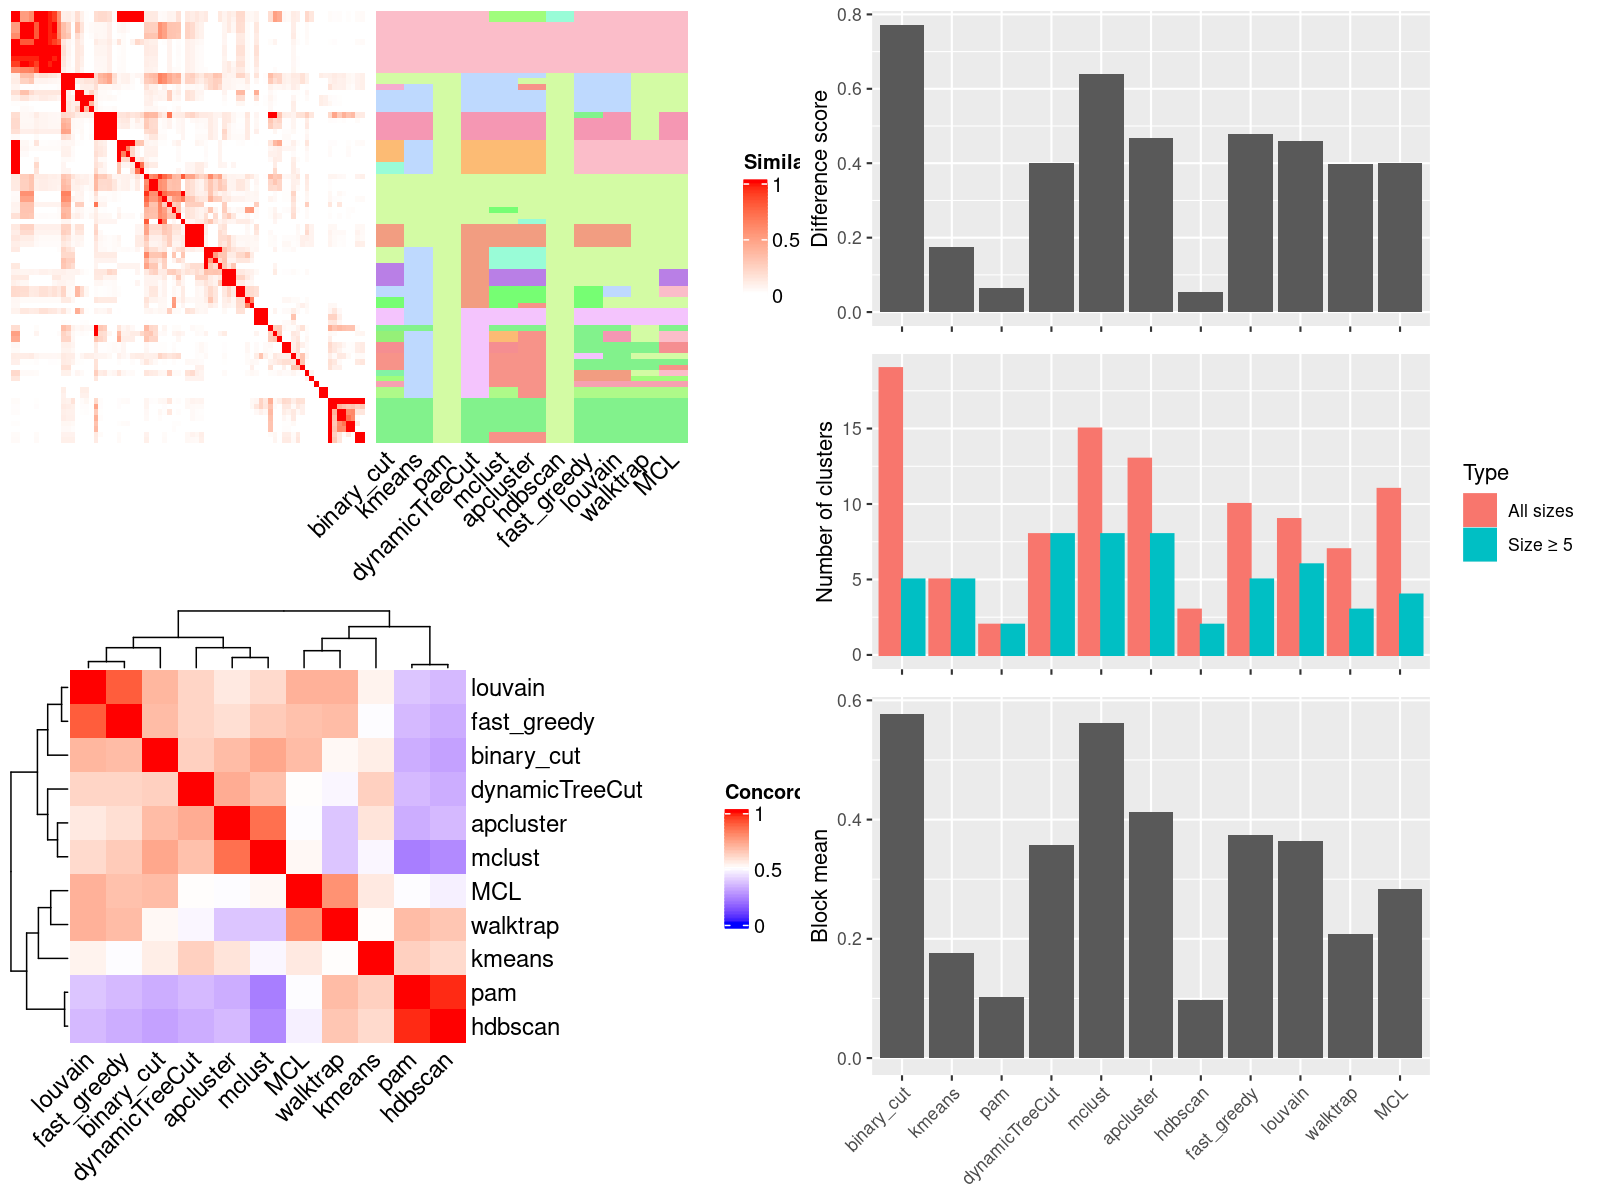 Simila
1
0.5
0
binary_cut
kmeans
pam
dynamicTreeCut
mclust
apcluster
hdbscan
fast_greedy
louvain
walktrap
MCL
louvain
fast_greedy
binary_cut
dynamicTreeCut
apcluster
mclust
MCL
walktrap
kmeans
pam
hdbscan
louvain
fast_greedy
binary_cut
dynamicTreeCut
apcluster
mclust
MCL
walktrap
kmeans
pam
hdbscan
Concord
1
0.5
0
Difference score
0.8
0.6
0.4
0.2
0.0
Number of clusters
15
10
5
0
Type
All sizes
Size ≥ 5
Block mean
0.6
0.4
0.2
0.0
binary_cut
kmeans
pam
dynamicTreeCut
mclust
apcluster
hdbscan
fast_greedy
louvain
walktrap
MCL